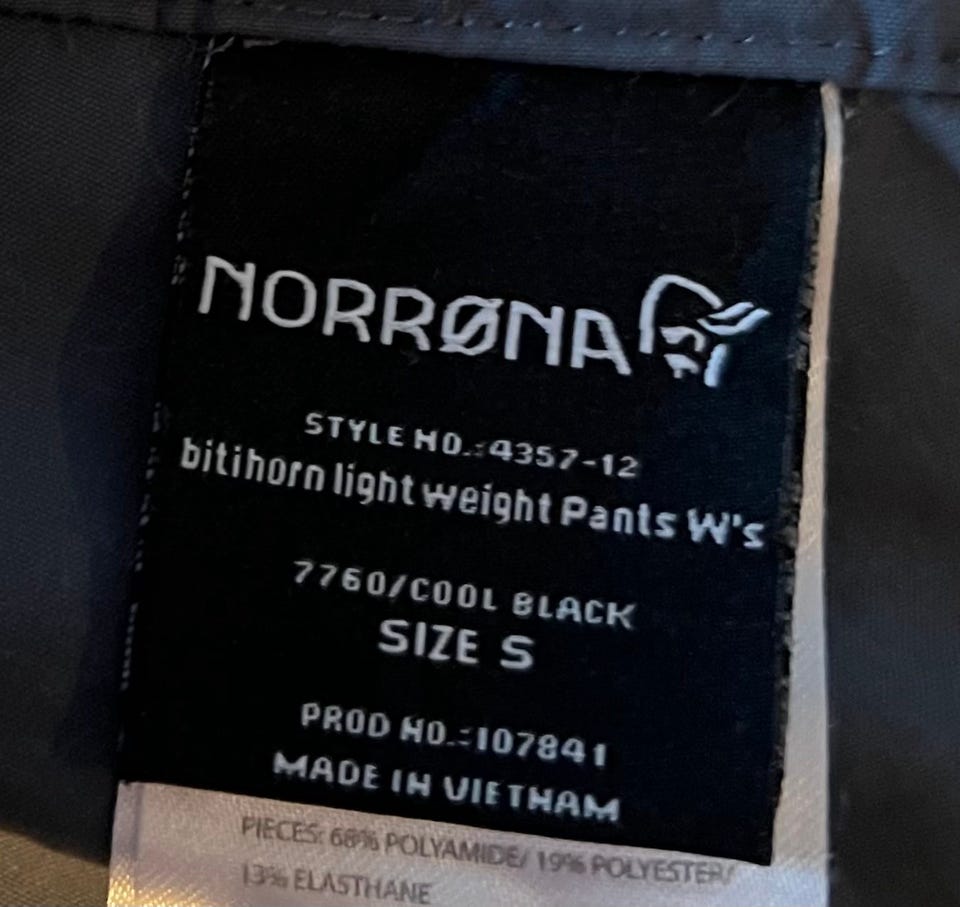 NORRØNA
STYLE NO.:4357-12
bitihorn light weight Pants W's
7760/COOL BLACK
SIZE S
PROD NO.:107841
MADE IN VIETNAM
PIECES: 68% POLYAMIDE/ 19% POLYESTER/
13% ELASTHANE